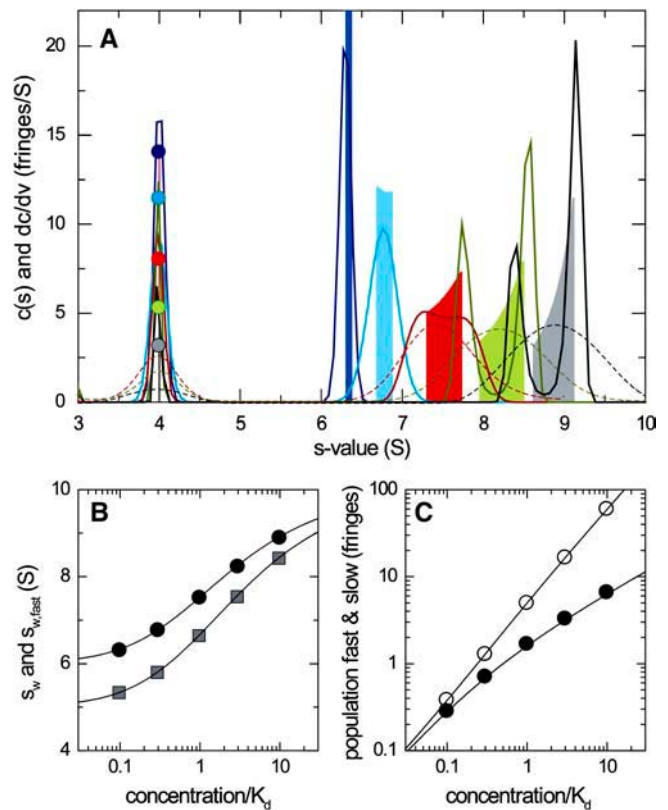 A
20
15
10
5
0
c(s) and dc/dv (fringes/S)
3 4 5 6 7 8 9 10
s-value (S)
B
10
8
6
4
s_w and s_w,fast (S)
0.1 1 10
concentration/K_d
C
100
10
1
0.1
population fast & slow (fringes)
0.1 1 10
concentration/K_d